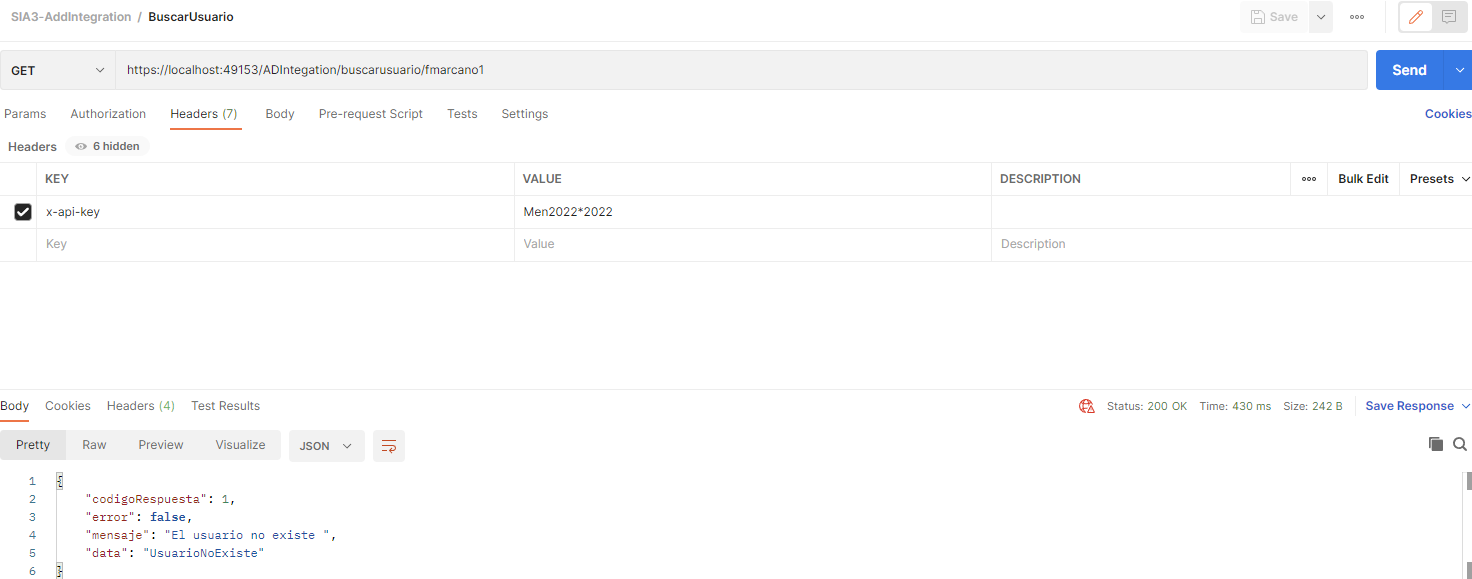 SIA3-AddIntegration / BuscarUsuario
Save
GET
https://localhost:49153/ADIntegation/buscarusuario/fmarcano1
Send
Params Authorization Headers (7) Body Pre-request Script Tests Settings Cookies
Headers 6 hidden
KEY VALUE DESCRIPTION Bulk Edit Presets
x-api-key Men2022*2022
Key Value Description
Body Cookies Headers (4) Test Results Status: 200 OK Time: 430 ms Size: 242 B Save Response
Pretty Raw Preview Visualize JSON
1 {
2 "codigoRespuesta": 1,
3 "error": false,
4 "mensaje": "El usuario no existe ",
5 "data": "UsuarioNoExiste"
6 }